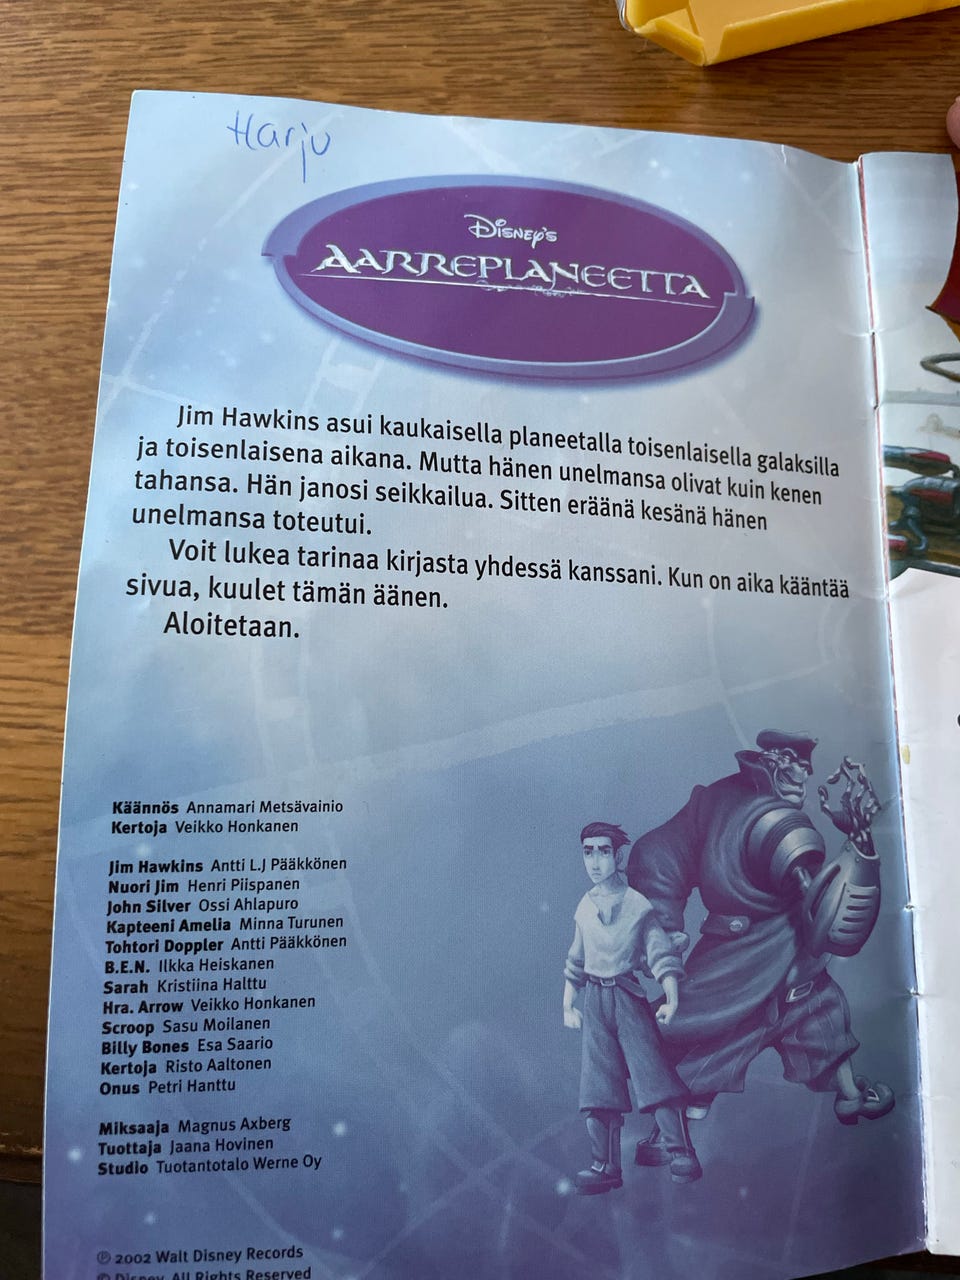 Harju
Disney's
AARREPLANEETTA
Jim Hawkins asui kaukaisella planeetalla toisenlaisella galaksilla
ja toisenlaisena aikana. Mutta hänen unelmansa olivat kuin kenen
tahansa. Hän janosi seikkailua. Sitten eräänä kesänä hänen
unelmansa toteutui.
Voit lukea tarinaa kirjasta yhdessä kanssani. Kun on aika kääntää
sivua, kuulet tämän äänen.
Aloitetaan.
Käännös Annamari Metsävainio
Kertoja Veikko Honkanen
Jim Hawkins Antti L.J Pääkkönen
Nuori Jim Henri Piispanen
John Silver Ossi Ahlapuro
Kapteeni Amelia Minna Turunen
Tohtori Doppler Antti Pääkkönen
B.E.N. Ilkka Heiskanen
Sarah Kristiina Halttu
Hra. Arrow Veikko Honkanen
Scroop Sasu Moilanen
Billy Bones Esa Saario
Kertoja Risto Aaltonen
Onus Petri Hanttu
Miksaaja Magnus Axberg
Tuottaja Jaana Hovinen
Studio Tuotantotalo Werne Oy
℗ 2002 Walt Disney Records
© Disney. All Rights Reserved